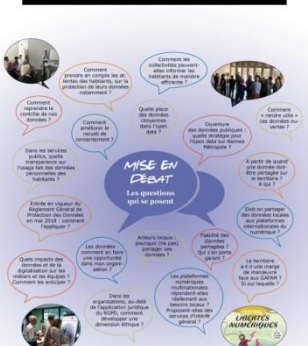 Comment les
collectivités peuvent-
elles informer les
habitants de manière
efficiente ?
Comment
prendre en compte les at-
tentes des habitants, sur la
protection de leurs données
notamment ?
Comment
reprendre le
contrôle de nos
données ?
Comment
améliorer le
recueil de
consentement ?
Quelle place
des données
citoyennes
dans l'open
data ?
Ouverture
des données publiques
quelle stratégie pour
l'open data sur Rennes
Métropole ?
Comment
« rendre utile »
ces données ou-
vertes ?
Dans les services
publics, quelle
transparence sur
l'usage fait des données
personnelles des
habitants ?
MISE EN
DÉBAT
Les questions
qui se posent
A partir de quand
une donnée doit-
être partagée sur
le territoire ?
A qui ?
Entrée en vigueur du
Règlement Général de
Protection des Données
en mai 2018 : comment
l'appliquer ?
Les données :
comment en faire
une opportunité
dans mon organi-
sation ?
Acteurs locaux :
pourquoi (ne pas)
partager ses
données ?
Fiabilité des
données
partagées ?
Qui s'en porte
garant ?
Doit-on partager
des données locales
aux plateformes
internationales du
numérique ?
Quels impacts des
données et de la
digitalisation sur les
métiers et les équipes ?
Comment les anticiper ?
Dans les
organisations, au-delà
de l'application juridique
du RGPD, comment
développer une
dimension éthique ?
Les plateformes
numériques
multinationales
répondent-elles
réellement aux
besoins locaux ?
Proposent-elles des
services d'intérêt
général ?
Le territoire
a-t-il une marge
de manœuvre
face aux GAFAM ?
Si oui laquelle ?
LIBERTÉS
NUMÉRIQUES